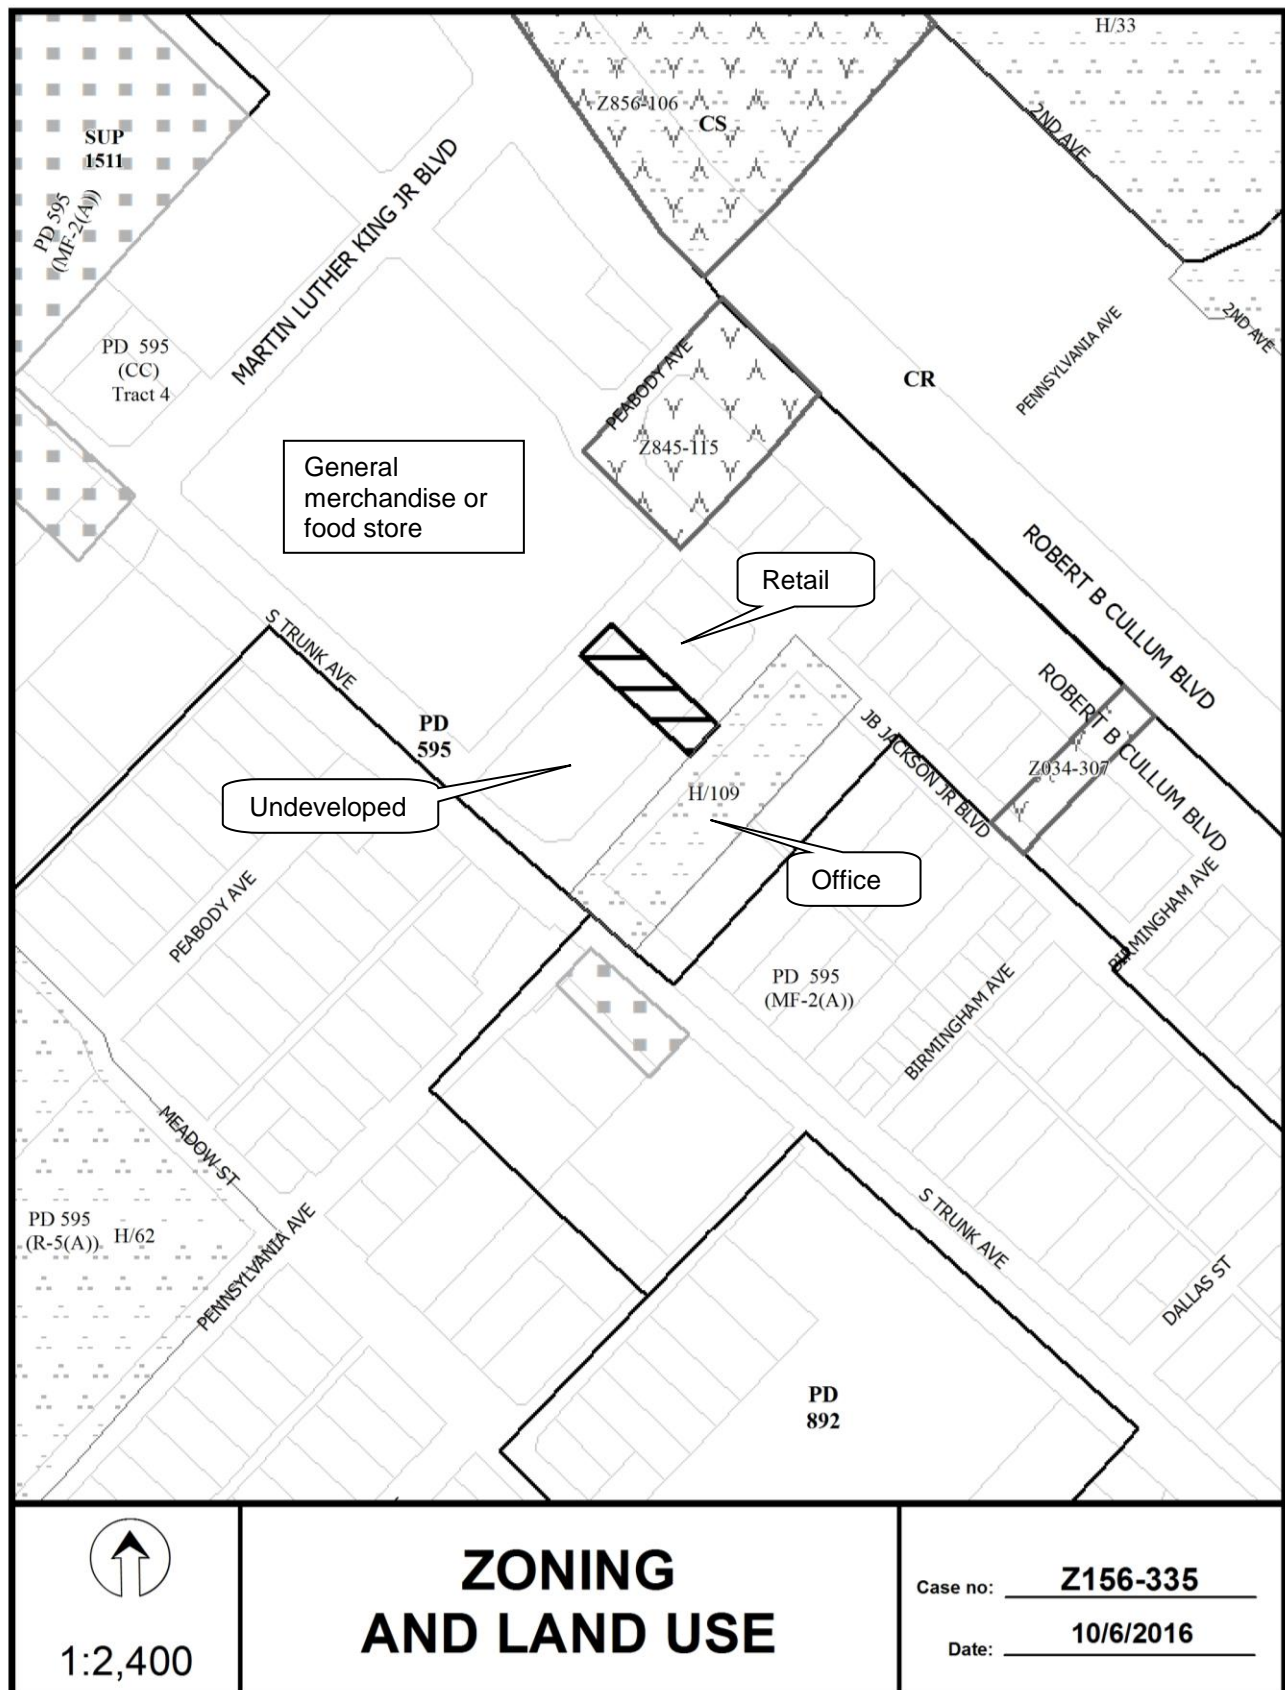 H/33
Z856-106
CS
2ND AVE
SUP
1511
PD 595
(MF-2(A))
MARTIN LUTHER KING JR BLVD
2ND AVE
PENNSYLVANIA AVE
PD 595
(CC)
Tract 4
PEABODY AVE
CR
Z845-115
General
merchandise or
food store
ROBERT B CULLUM BLVD
Retail
S TRUNK AVE
ROBERT B CULLUM BLVD
PD
595
JB JACKSON JR BLVD
Z034-307
H/109
Undeveloped
Office
PEABODY AVE
BIRMINGHAM AVE
PD 595
(MF-2(A))
BIRMINGHAM AVE
MEADOW ST
S TRUNK AVE
PD 595
(R-5(A))
H/62
PENNSYLVANIA AVE
DALLAS ST
PD
892
1:2,400
ZONING
AND LAND USE
Case no: Z156-335
Date: 10/6/2016